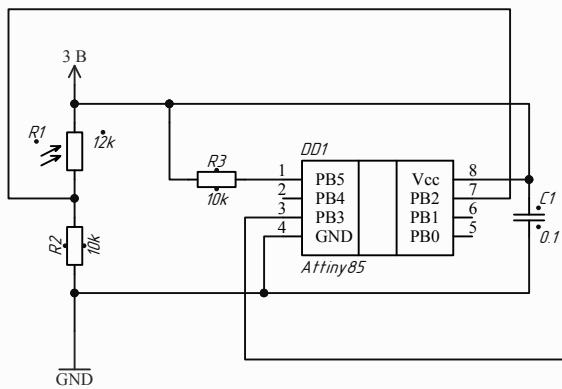 3 В
R1
12k
R3
10k
R2
10k
DD1
1 PB5 Vcc 8
2 PB4 PB2 7
3 PB3 PB1 6
4 GND PB0 5
Attiny85
C1
0.1
GND